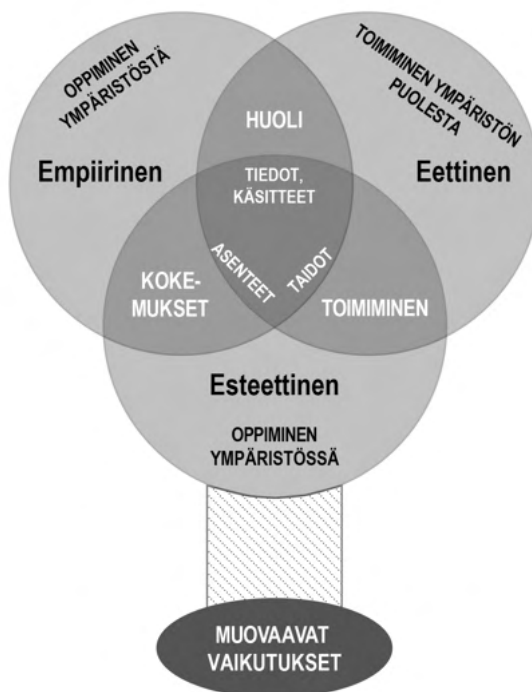 OPPIMINEN
YMPÄRISTÖSTÄ
TOIMIMINEN YMPÄRISTÖN
PUOLESTA
HUOLI
Empiirinen
Eettinen
TIEDOT,
KÄSITTEET
ASENTEET
TAIDOT
KOKE-
MUKSET
TOIMIMINEN
Esteettinen
OPPIMINEN
YMPÄRISTÖSSÄ
MUOVAAVAT
VAIKUTUKSET